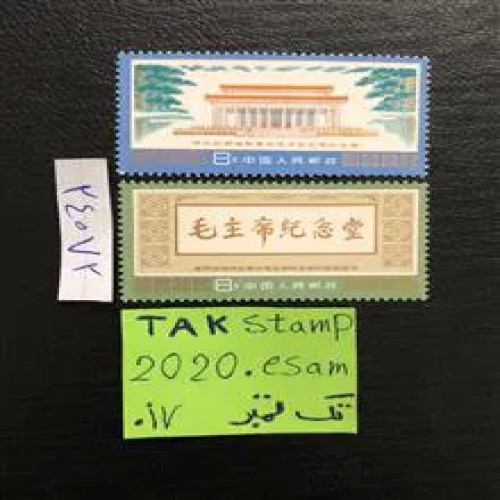 8分 中国人民邮政
毛主席纪念堂
8分 中国人民邮政
TAK stamp
2020.esam
.۱۷ تک تمبر